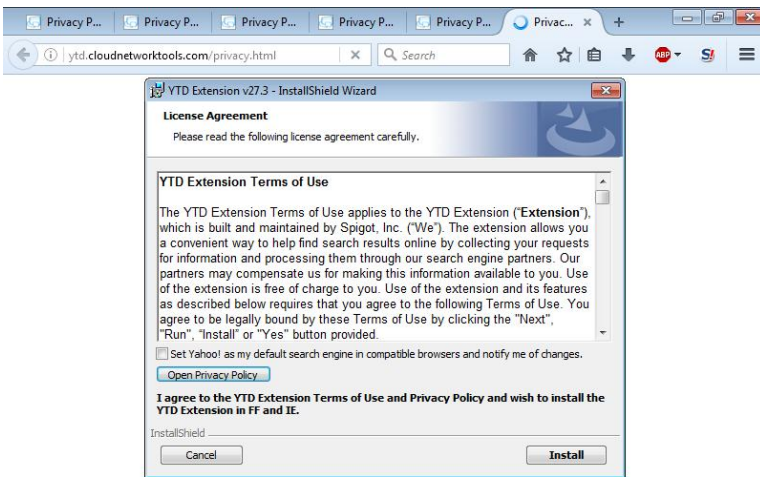 Privacy P... Privacy P... Privacy P... Privacy P... Privacy P... Privac... × +
ytd.cloudnetworktools.com/privacy.html × Search ABP S
YTD Extension v27.3 - InstallShield Wizard
License Agreement
Please read the following license agreement carefully.
YTD Extension Terms of Use
The YTD Extension Terms of Use applies to the YTD Extension ("Extension"),
which is built and maintained by Spigot, Inc. ("We"). The extension allows you
a convenient way to help find search results online by collecting your requests
for information and processing them through our search engine partners. Our
partners may compensate us for making this information available to you. Use
of the extension is free of charge to you. Use of the extension and its features
as described below requires that you agree to the following Terms of Use. You
agree to be legally bound by these Terms of Use by clicking the "Next",
"Run", "Install" or "Yes" button provided.
Set Yahoo! as my default search engine in compatible browsers and notify me of changes.
Open Privacy Policy
I agree to the YTD Extension Terms of Use and Privacy Policy and wish to install the
YTD Extension in FF and IE.
InstallShield
Cancel Install